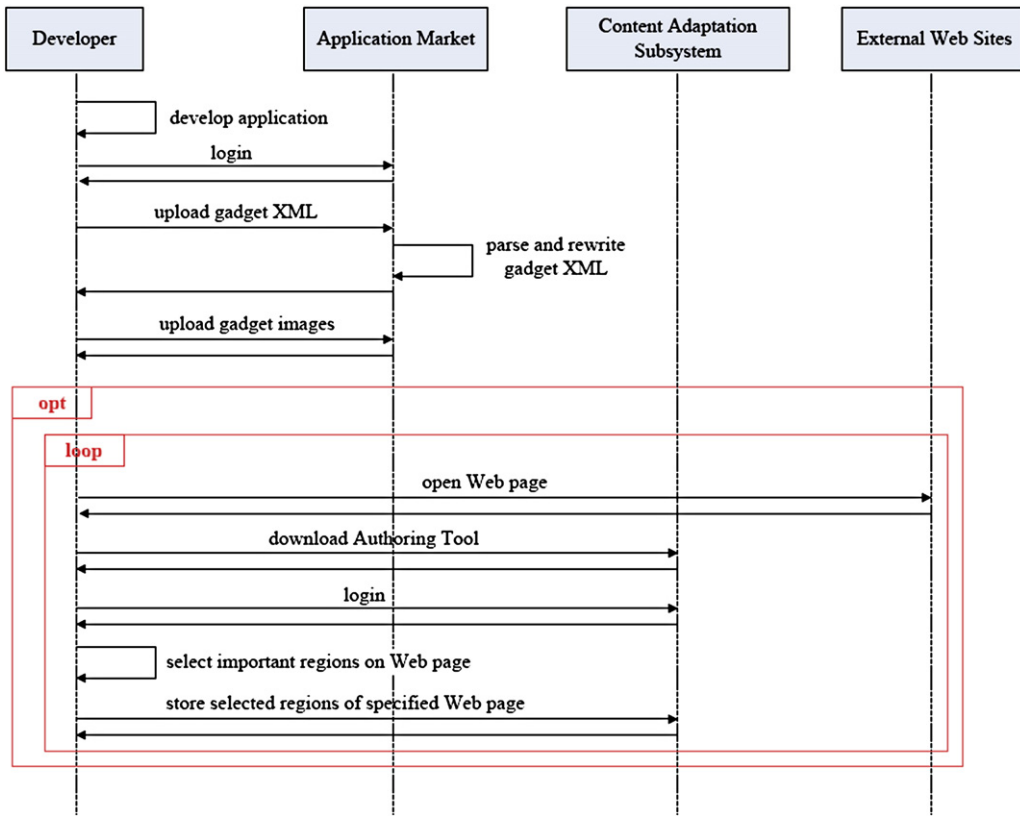 Developer
Application Market
Content Adaptation
Subsystem
External Web Sites
develop application
login
upload gadget XML
parse and rewrite
gadget XML
upload gadget images
opt
loop
open Web page
download Authoring Tool
login
select important regions on Web page
store selected regions of specified Web page